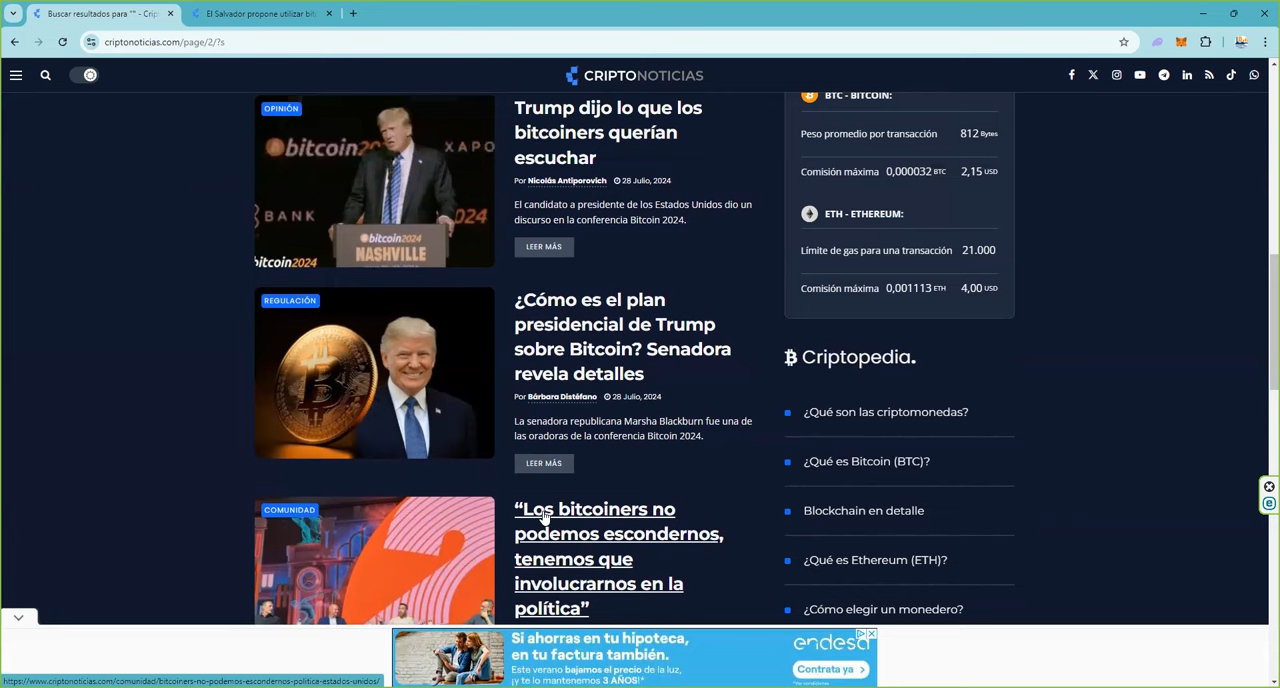 Buscar resultados para "" - Crip
El Salvador propone utilizar bit
criptonoticias.com/page/2/?s
CRIPTONOTICIAS
OPINIÓN
bitcoin20
XAPO
BANK
2024
bitcoin2024
NASHVILLE
bitcoin2024
Trump dijo lo que los
bitcoiners querían
escuchar
Por Nicolás Antiporovich 28 Julio, 2024
El candidato a presidente de los Estados Unidos dio un
discurso en la conferencia Bitcoin 2024.
LEER MÁS
REGULACIÓN
¿Cómo es el plan
presidencial de Trump
sobre Bitcoin? Senadora
revela detalles
Por Bárbara Distéfano 28 Julio, 2024
La senadora republicana Marsha Blackburn fue una de
las oradoras de la conferencia Bitcoin 2024.
LEER MÁS
COMUNIDAD
“Los bitcoiners no
podemos escondernos,
tenemos que
involucrarnos en la
política”
BTC - BITCOIN:
Peso promedio por transacción 812 Bytes
Comisión máxima 0,000032 BTC 2,15 USD
ETH - ETHEREUM:
Límite de gas para una transacción 21.000
Comisión máxima 0,001113 ETH 4,00 USD
Criptopedia.
¿Qué son las criptomonedas?
¿Qué es Bitcoin (BTC)?
Blockchain en detalle
¿Qué es Ethereum (ETH)?
¿Cómo elegir un monedero?
Si ahorras en tu hipoteca,
en tu factura también.
Este verano bajamos el precio de la luz,
¡y te lo mantenemos 3 AÑOS!*
endesa
Contrata ya
https://www.criptonoticias.com/comunidad/bitcoiners-no-podemos-escondernos-politica-estados-unidos/